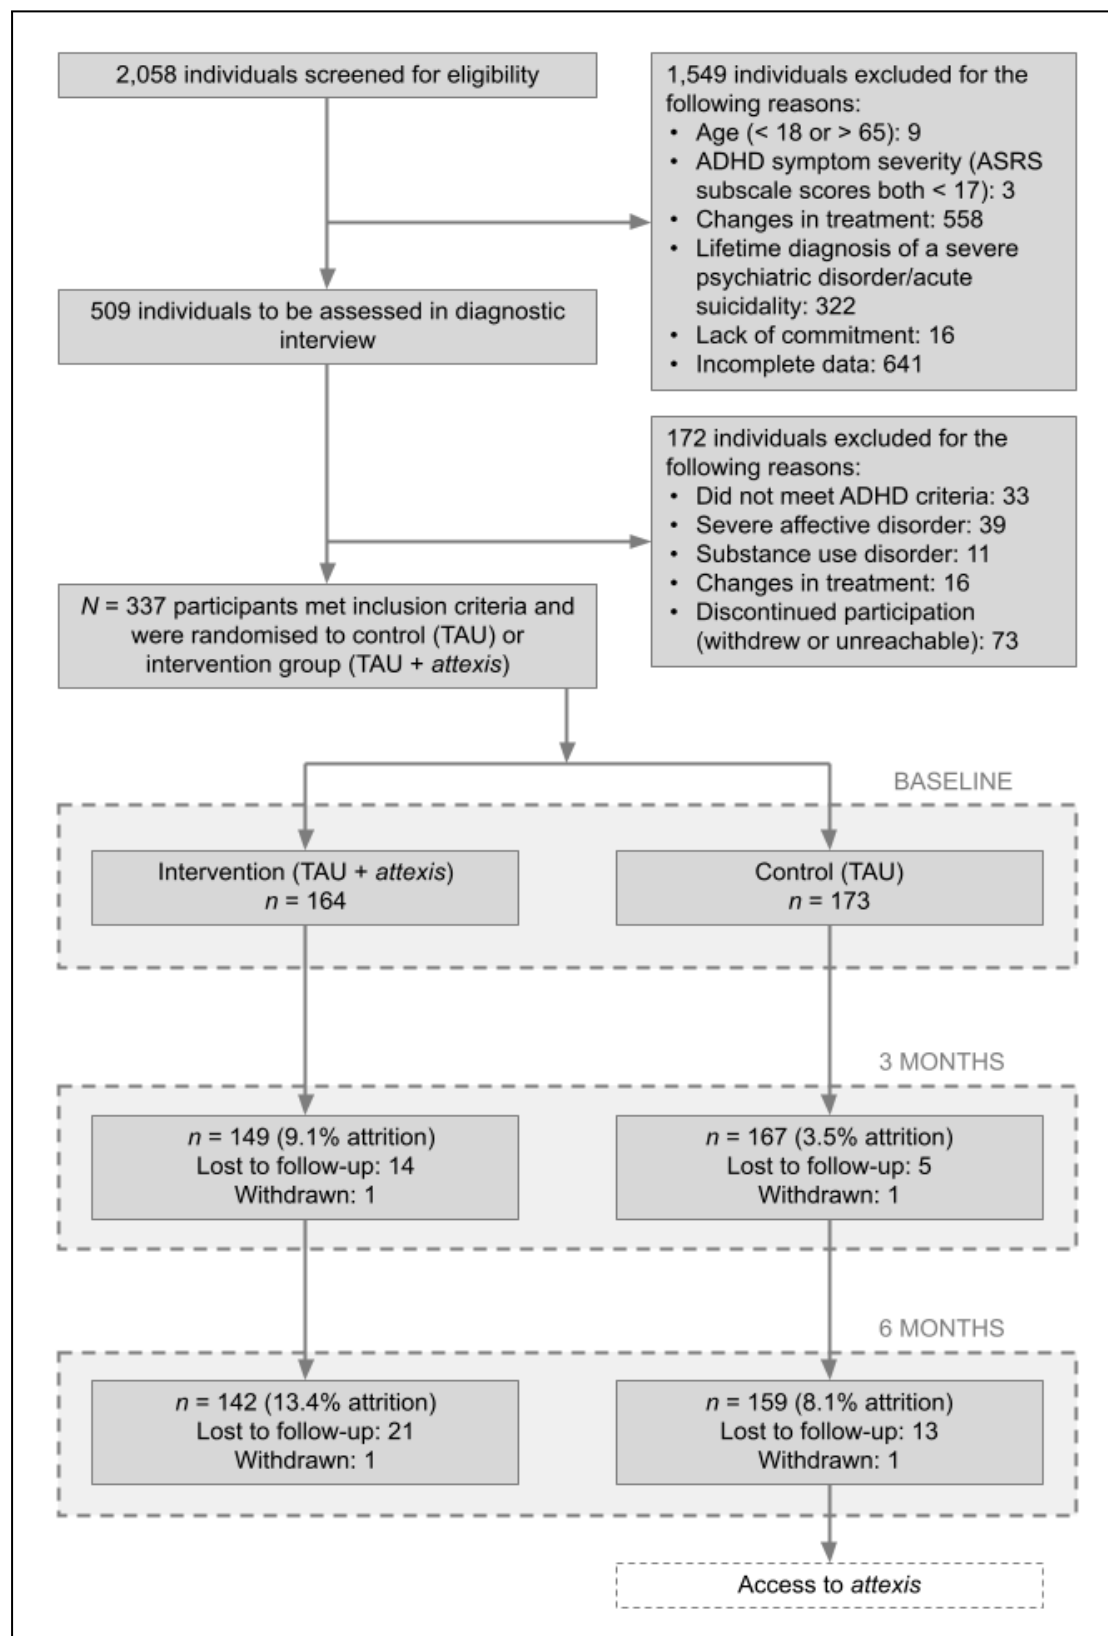 2,058 individuals screened for eligibility
1,549 individuals excluded for the
following reasons:
• Age (< 18 or > 65): 9
• ADHD symptom severity (ASRS
subscale scores both < 17): 3
• Changes in treatment: 558
• Lifetime diagnosis of a severe
psychiatric disorder/acute
suicidality: 322
• Lack of commitment: 16
• Incomplete data: 641
509 individuals to be assessed in diagnostic
interview
172 individuals excluded for the
following reasons:
• Did not meet ADHD criteria: 33
• Severe affective disorder: 39
• Substance use disorder: 11
• Changes in treatment: 16
• Discontinued participation
(withdrew or unreachable): 73
N = 337 participants met inclusion criteria and
were randomised to control (TAU) or
intervention group (TAU + attexis)
BASELINE
Intervention (TAU + attexis)
n = 164
Control (TAU)
n = 173
3 MONTHS
n = 149 (9.1% attrition)
Lost to follow-up: 14
Withdrawn: 1
n = 167 (3.5% attrition)
Lost to follow-up: 5
Withdrawn: 1
6 MONTHS
n = 142 (13.4% attrition)
Lost to follow-up: 21
Withdrawn: 1
n = 159 (8.1% attrition)
Lost to follow-up: 13
Withdrawn: 1
Access to attexis